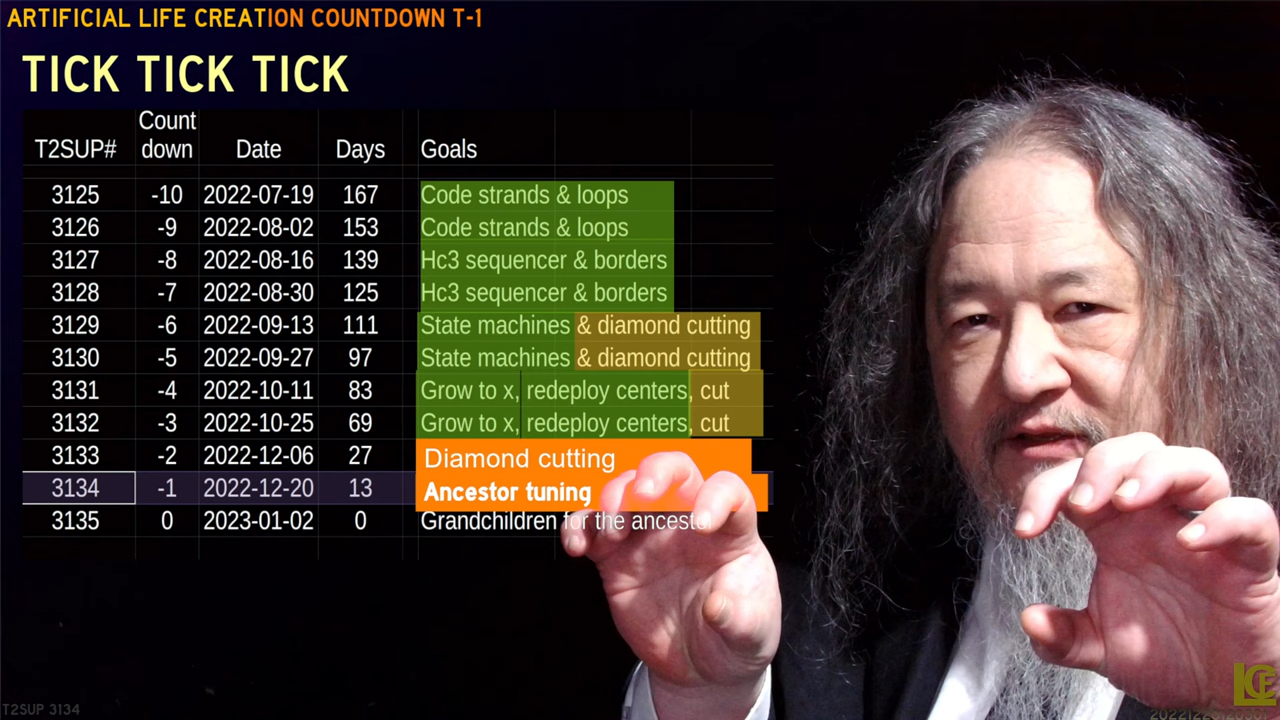 ARTIFICIAL LIFE CREATION COUNTDOWN T-1
TICK TICK TICK
T2SUP# Count down Date Days Goals
3125 -10 2022-07-19 167 Code strands & loops
3126 -9 2022-08-02 153 Code strands & loops
3127 -8 2022-08-16 139 Hc3 sequencer & borders
3128 -7 2022-08-30 125 Hc3 sequencer & borders
3129 -6 2022-09-13 111 State machines & diamond cutting
3130 -5 2022-09-27 97 State machines & diamond cutting
3131 -4 2022-10-11 83 Grow to x, redeploy centers, cut
3132 -3 2022-10-25 69 Grow to x, redeploy centers, cut
3133 -2 2022-12-06 27 Diamond cutting
3134 -1 2022-12-20 13 Ancestor tuning
3135 0 2023-01-02 0 Grandchildren for the ancestor
T2SUP 3134